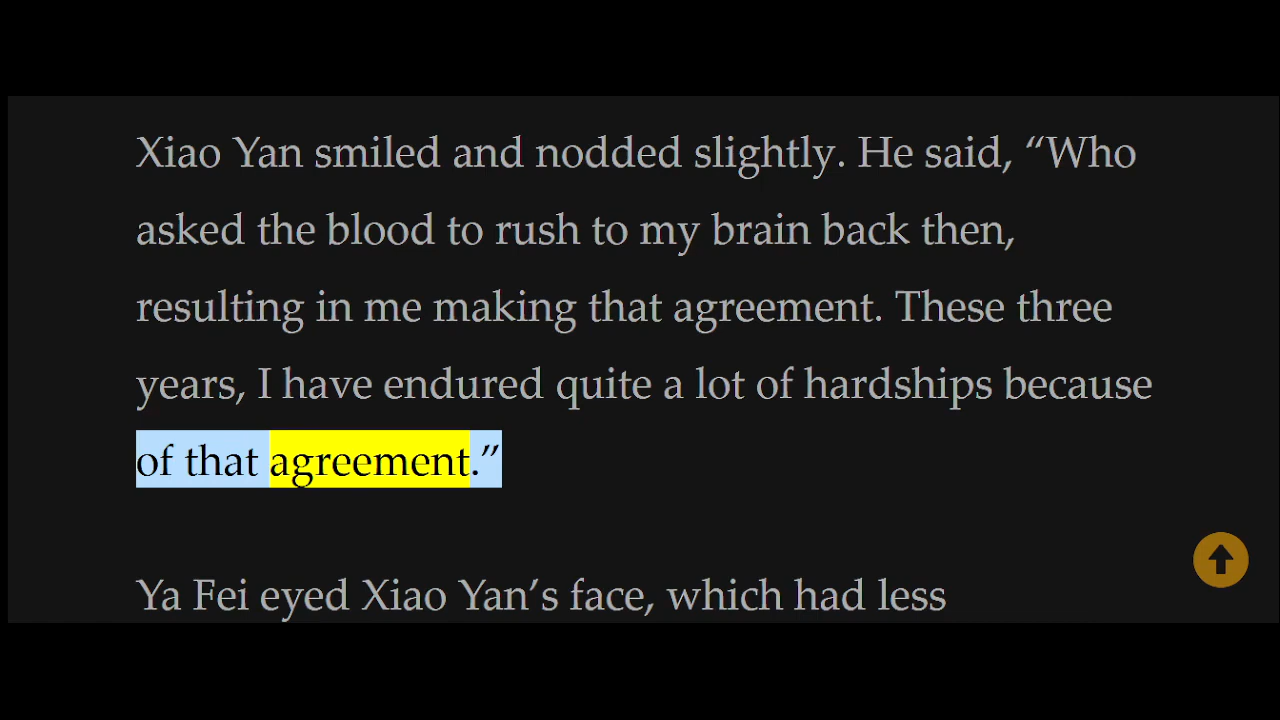 Xiao Yan smiled and nodded slightly. He said, “Who
asked the blood to rush to my brain back then,
resulting in me making that agreement. These three
years, I have endured quite a lot of hardships because
of that agreement.”
Ya Fei eyed Xiao Yan’s face, which had less